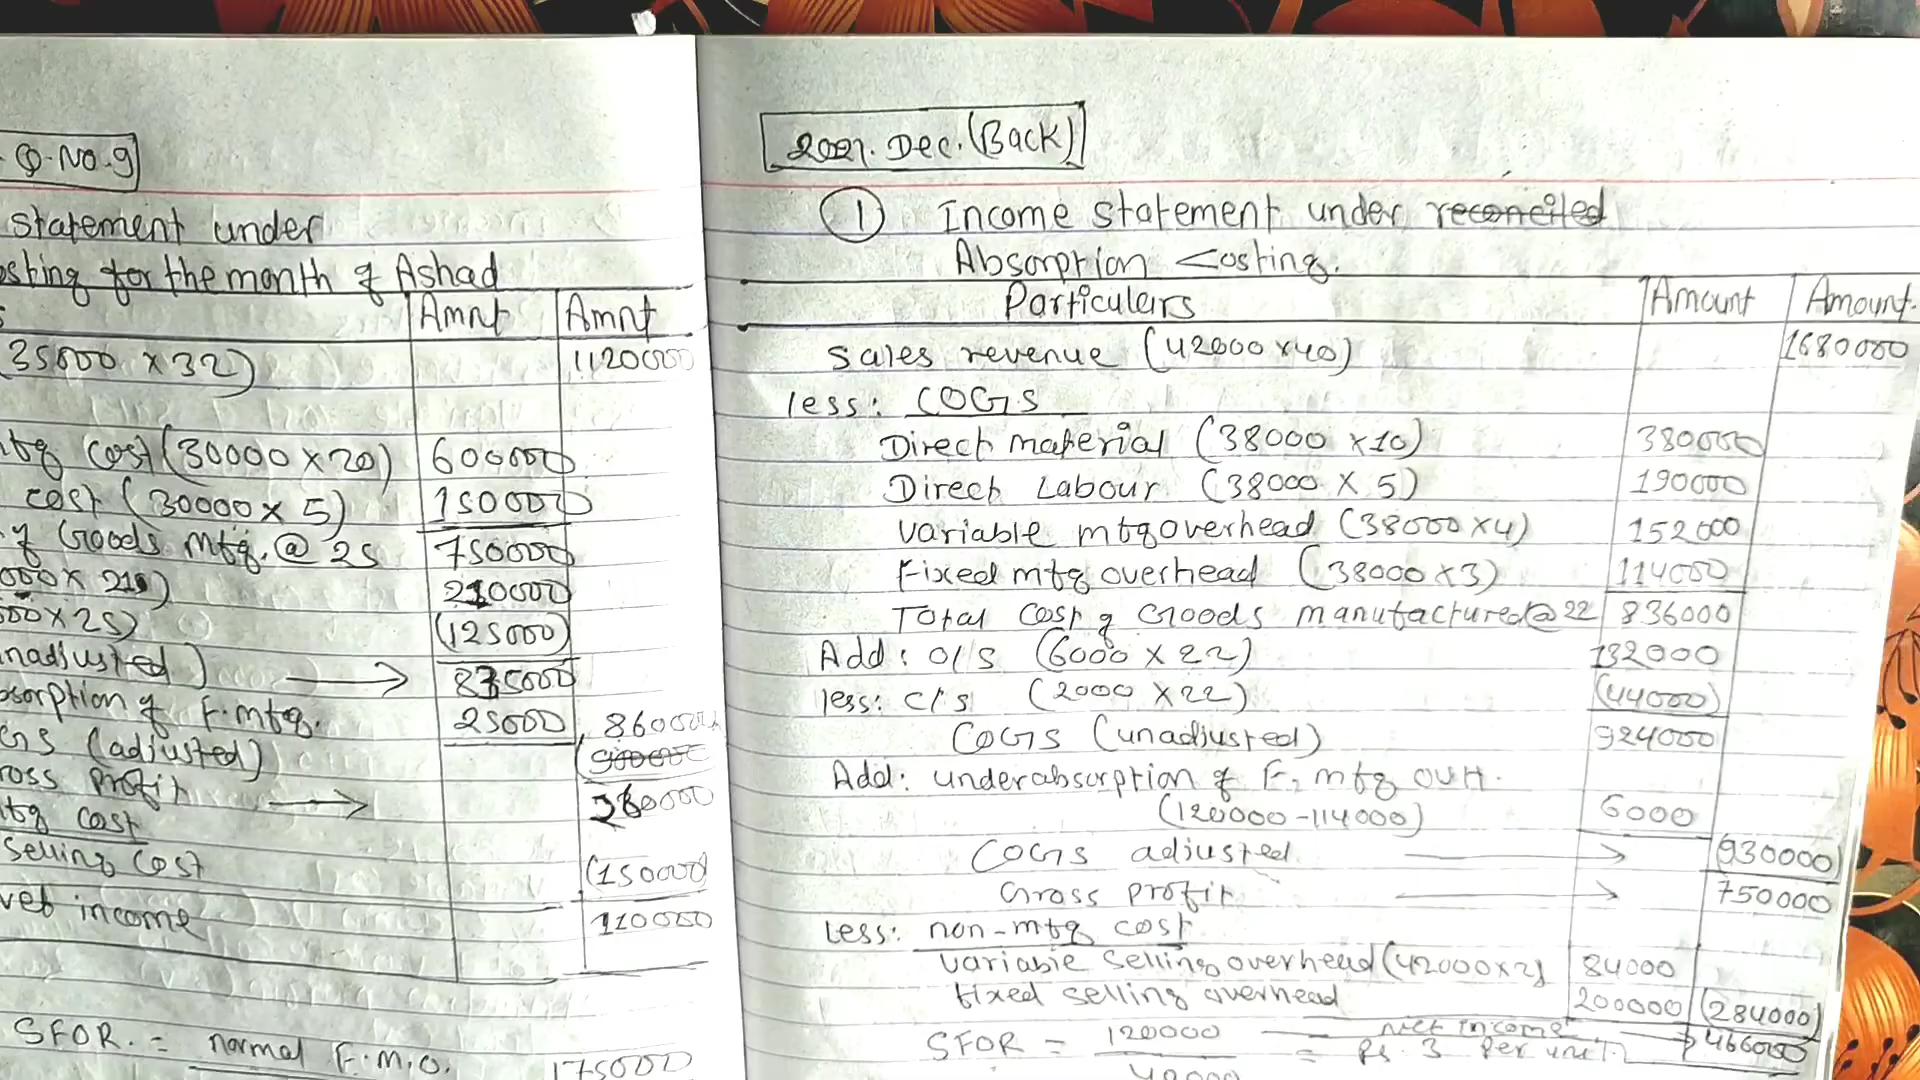 Q.NO.9
statement under
osting for the month of Ashad
Amnt Amnt
35000 x 32) 1120000
cost (30000 x 20) 600000
cost (30000 x 5) 150000
of Goods mfg. @ 25 750000
210000
000 x 25) (125000)
unadjusted) → 835000
bsorption of F. mfg. 25000 860000
GS (adjusted)
ross profit → 260000
mfg cost
selling cost (150000)
net income 110000
SFOR. = normal F.M.O. 175000
2021. Dec. (Back)
① Income statement under reconciled
Absorption costing.
Particulars Amount Amount.
Sales revenue (42000 x 40) 1680000
less: COGS
Direct material (38000 x 10) 380000
Direct Labour (38000 x 5) 190000
variable mfg overhead (38000 x 4) 152000
Fixed mfg overhead (38000 x 3) 114000
Total cost of Goods manufactured @ 22 836000
Add: O/S (6000 x 22) 132000
less: C/S (2000 x 22) (44000)
COGS (unadjusted) 924000
Add: underabsorption of F. mfg OVH.
(120000 - 114000) 6000
COGS adjusted → (930000)
Gross profit → 750000
Less: non-mfg cost
variable selling overhead (42000 x 2) 84000
fixed selling overhead 200000 (284000)
net income → 466000
SFOR = 120000 = Rs. 3 Per unit.
40000